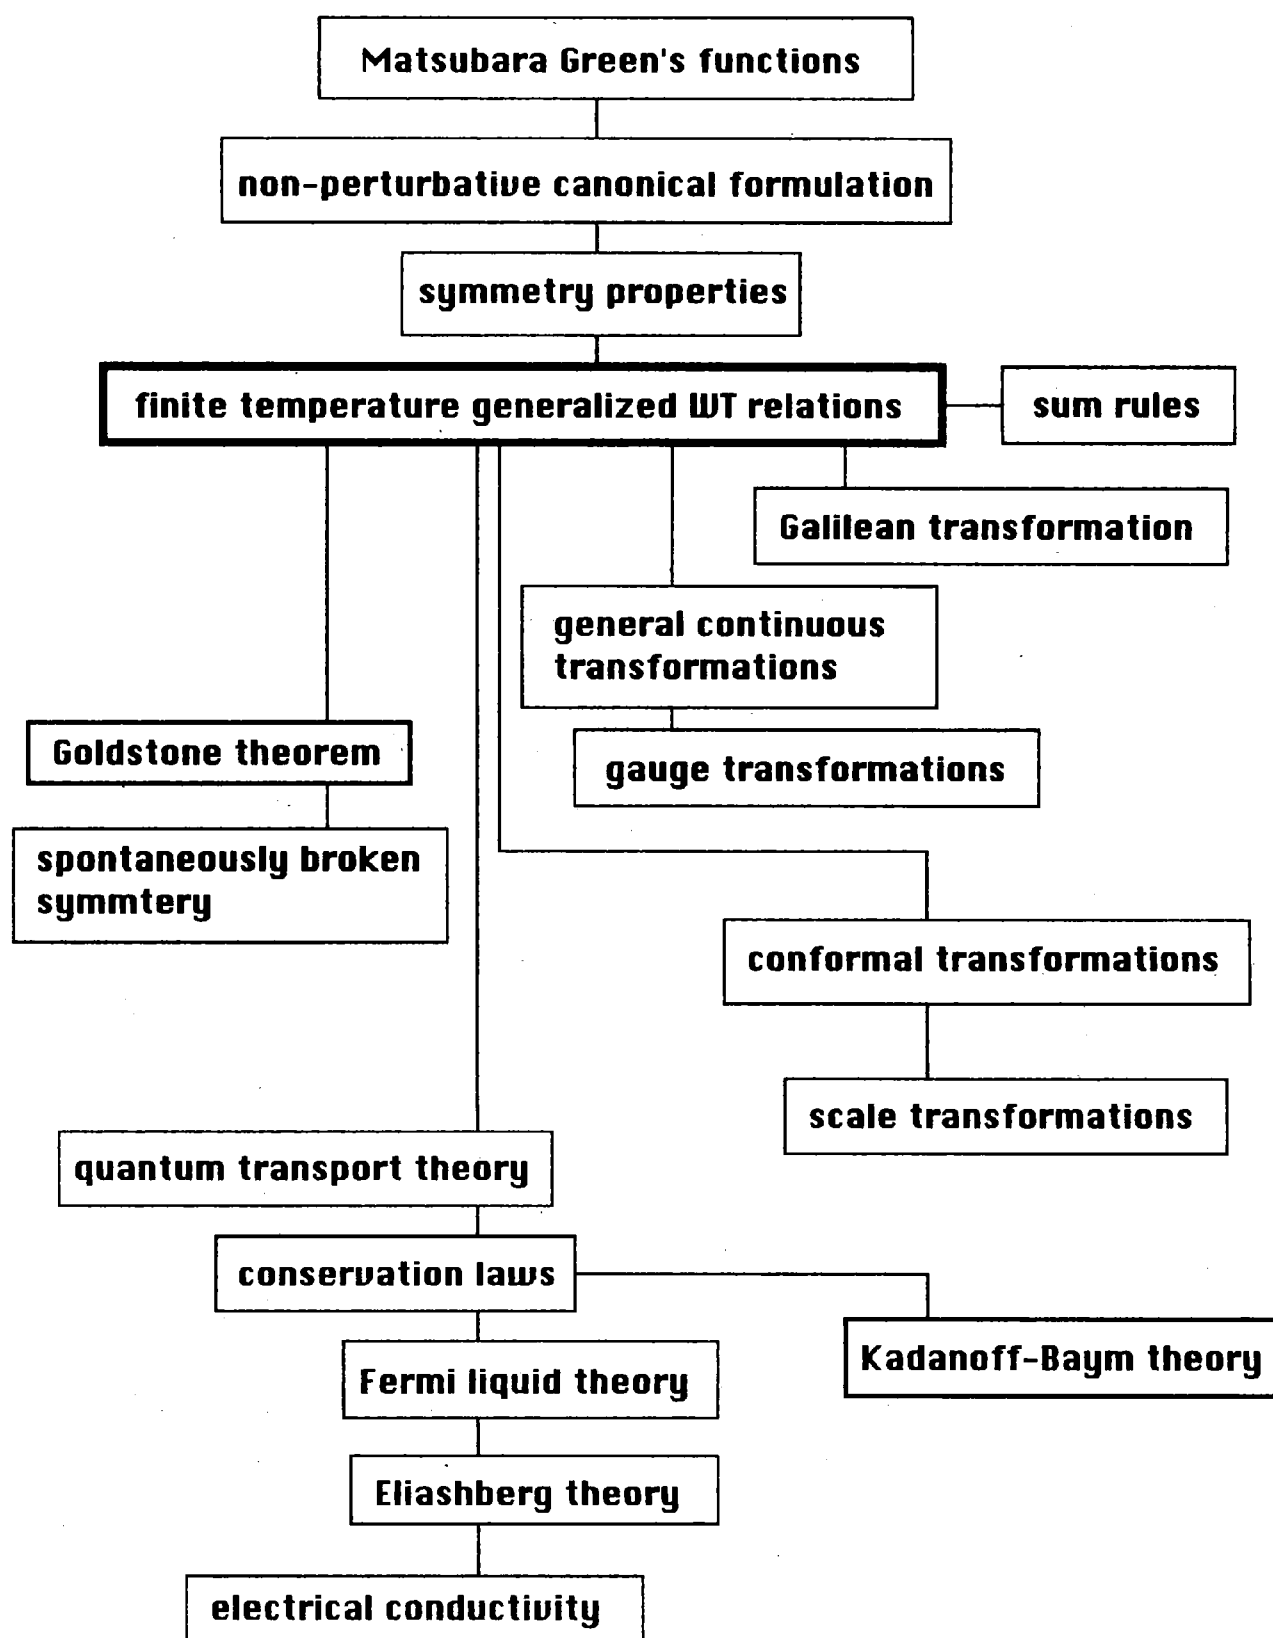 Matsubara Green's functions
non-perturbative canonical formulation
symmetry properties
finite temperature generalized WT relations
sum rules
Galilean transformation
general continuous
transformations
Goldstone theorem
gauge transformations
spontaneously broken
symmtery
conformal transformations
scale transformations
quantum transport theory
conservation laws
Kadanoff-Baym theory
Fermi liquid theory
Eliashberg theory
electrical conductivity